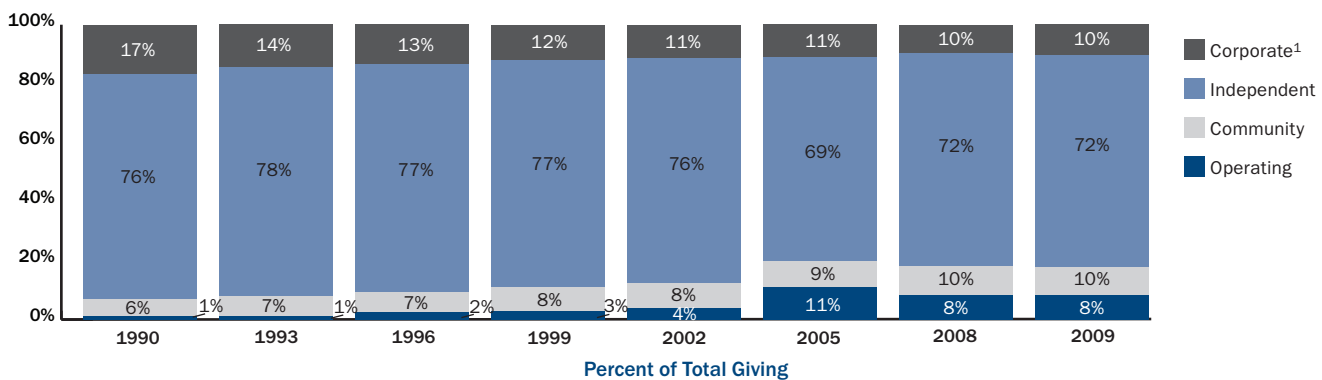 100%
80%
60%
40%
20%
0%
17% 14% 13% 12% 11% 11% 10% 10%
76% 78% 77% 77% 76% 69% 72% 72%
6% 7% 7% 8% 8% 9% 10% 10%
1% 1% 2% 3% 4% 11% 8% 8%
1990 1993 1996 1999 2002 2005 2008 2009
Percent of Total Giving
Corporate¹
Independent
Community
Operating